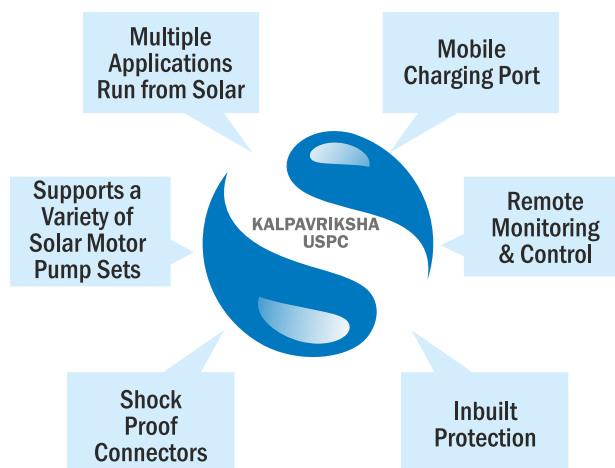 Multiple
Applications
Run from Solar
Mobile
Charging Port
Supports a
Variety of
Solar Motor
Pump Sets
KALPAVRIKSHA
USPC
Remote
Monitoring
& Control
Shock
Proof
Connectors
Inbuilt
Protection